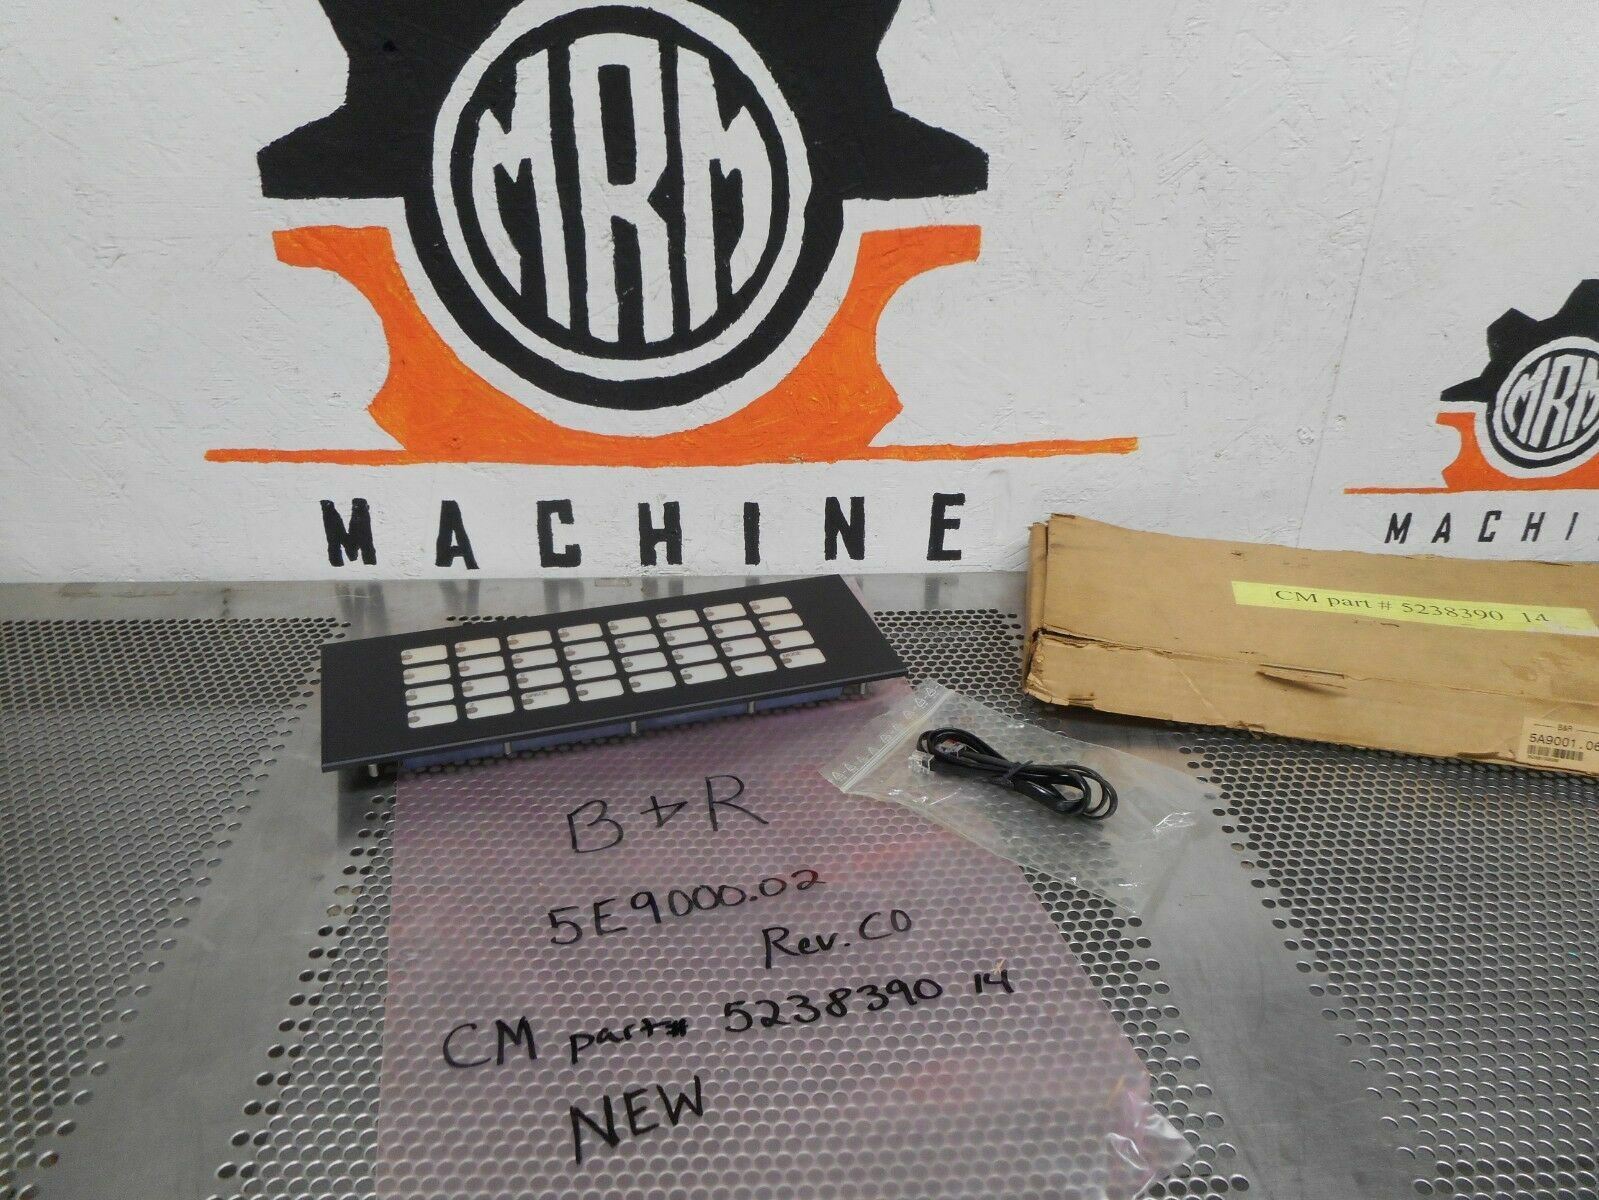 MRM
MACHINE
MRM
MACHI
CM part # 5238390 14
B&R
5A9001.06
B & R
5E9000.02
Rev. C0
CM part# 5238390 14
NEW